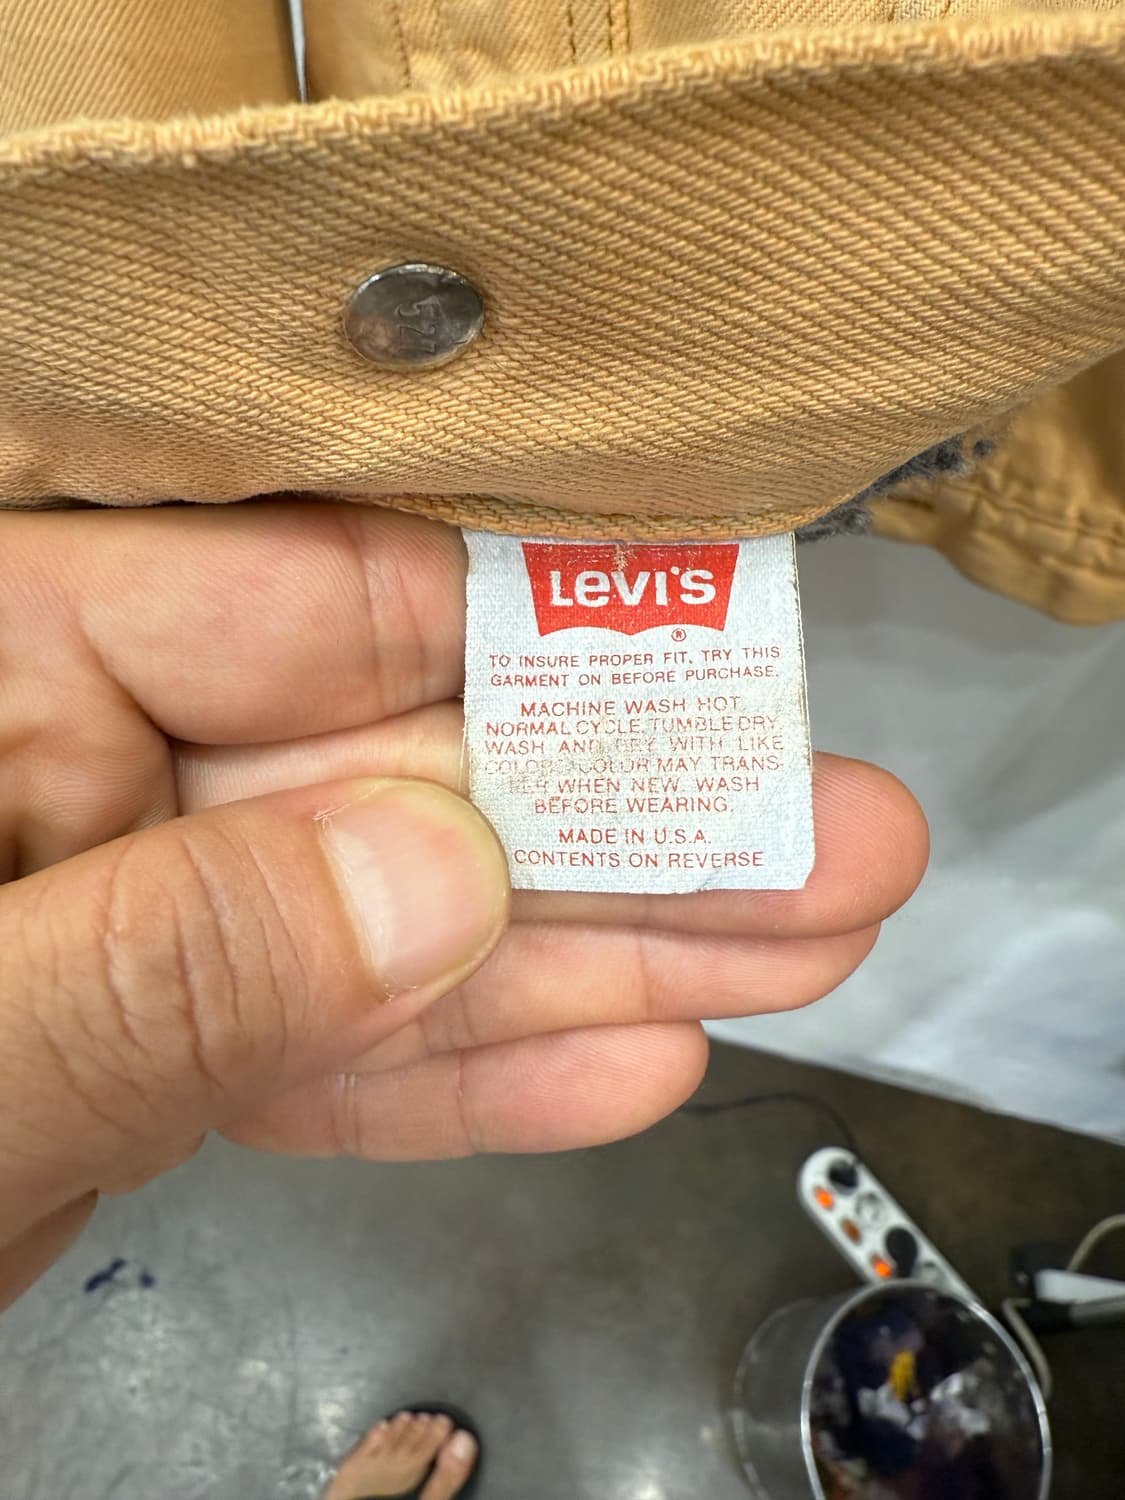 527
LEVI'S
®
TO INSURE PROPER FIT, TRY THIS
GARMENT ON BEFORE PURCHASE.
MACHINE WASH HOT
NORMAL CYCLE, TUMBLE DRY
WASH AND DRY WITH LIKE
COLORS. COLOR MAY TRANS-
FER WHEN NEW. WASH
BEFORE WEARING.
MADE IN U.S.A.
CONTENTS ON REVERSE